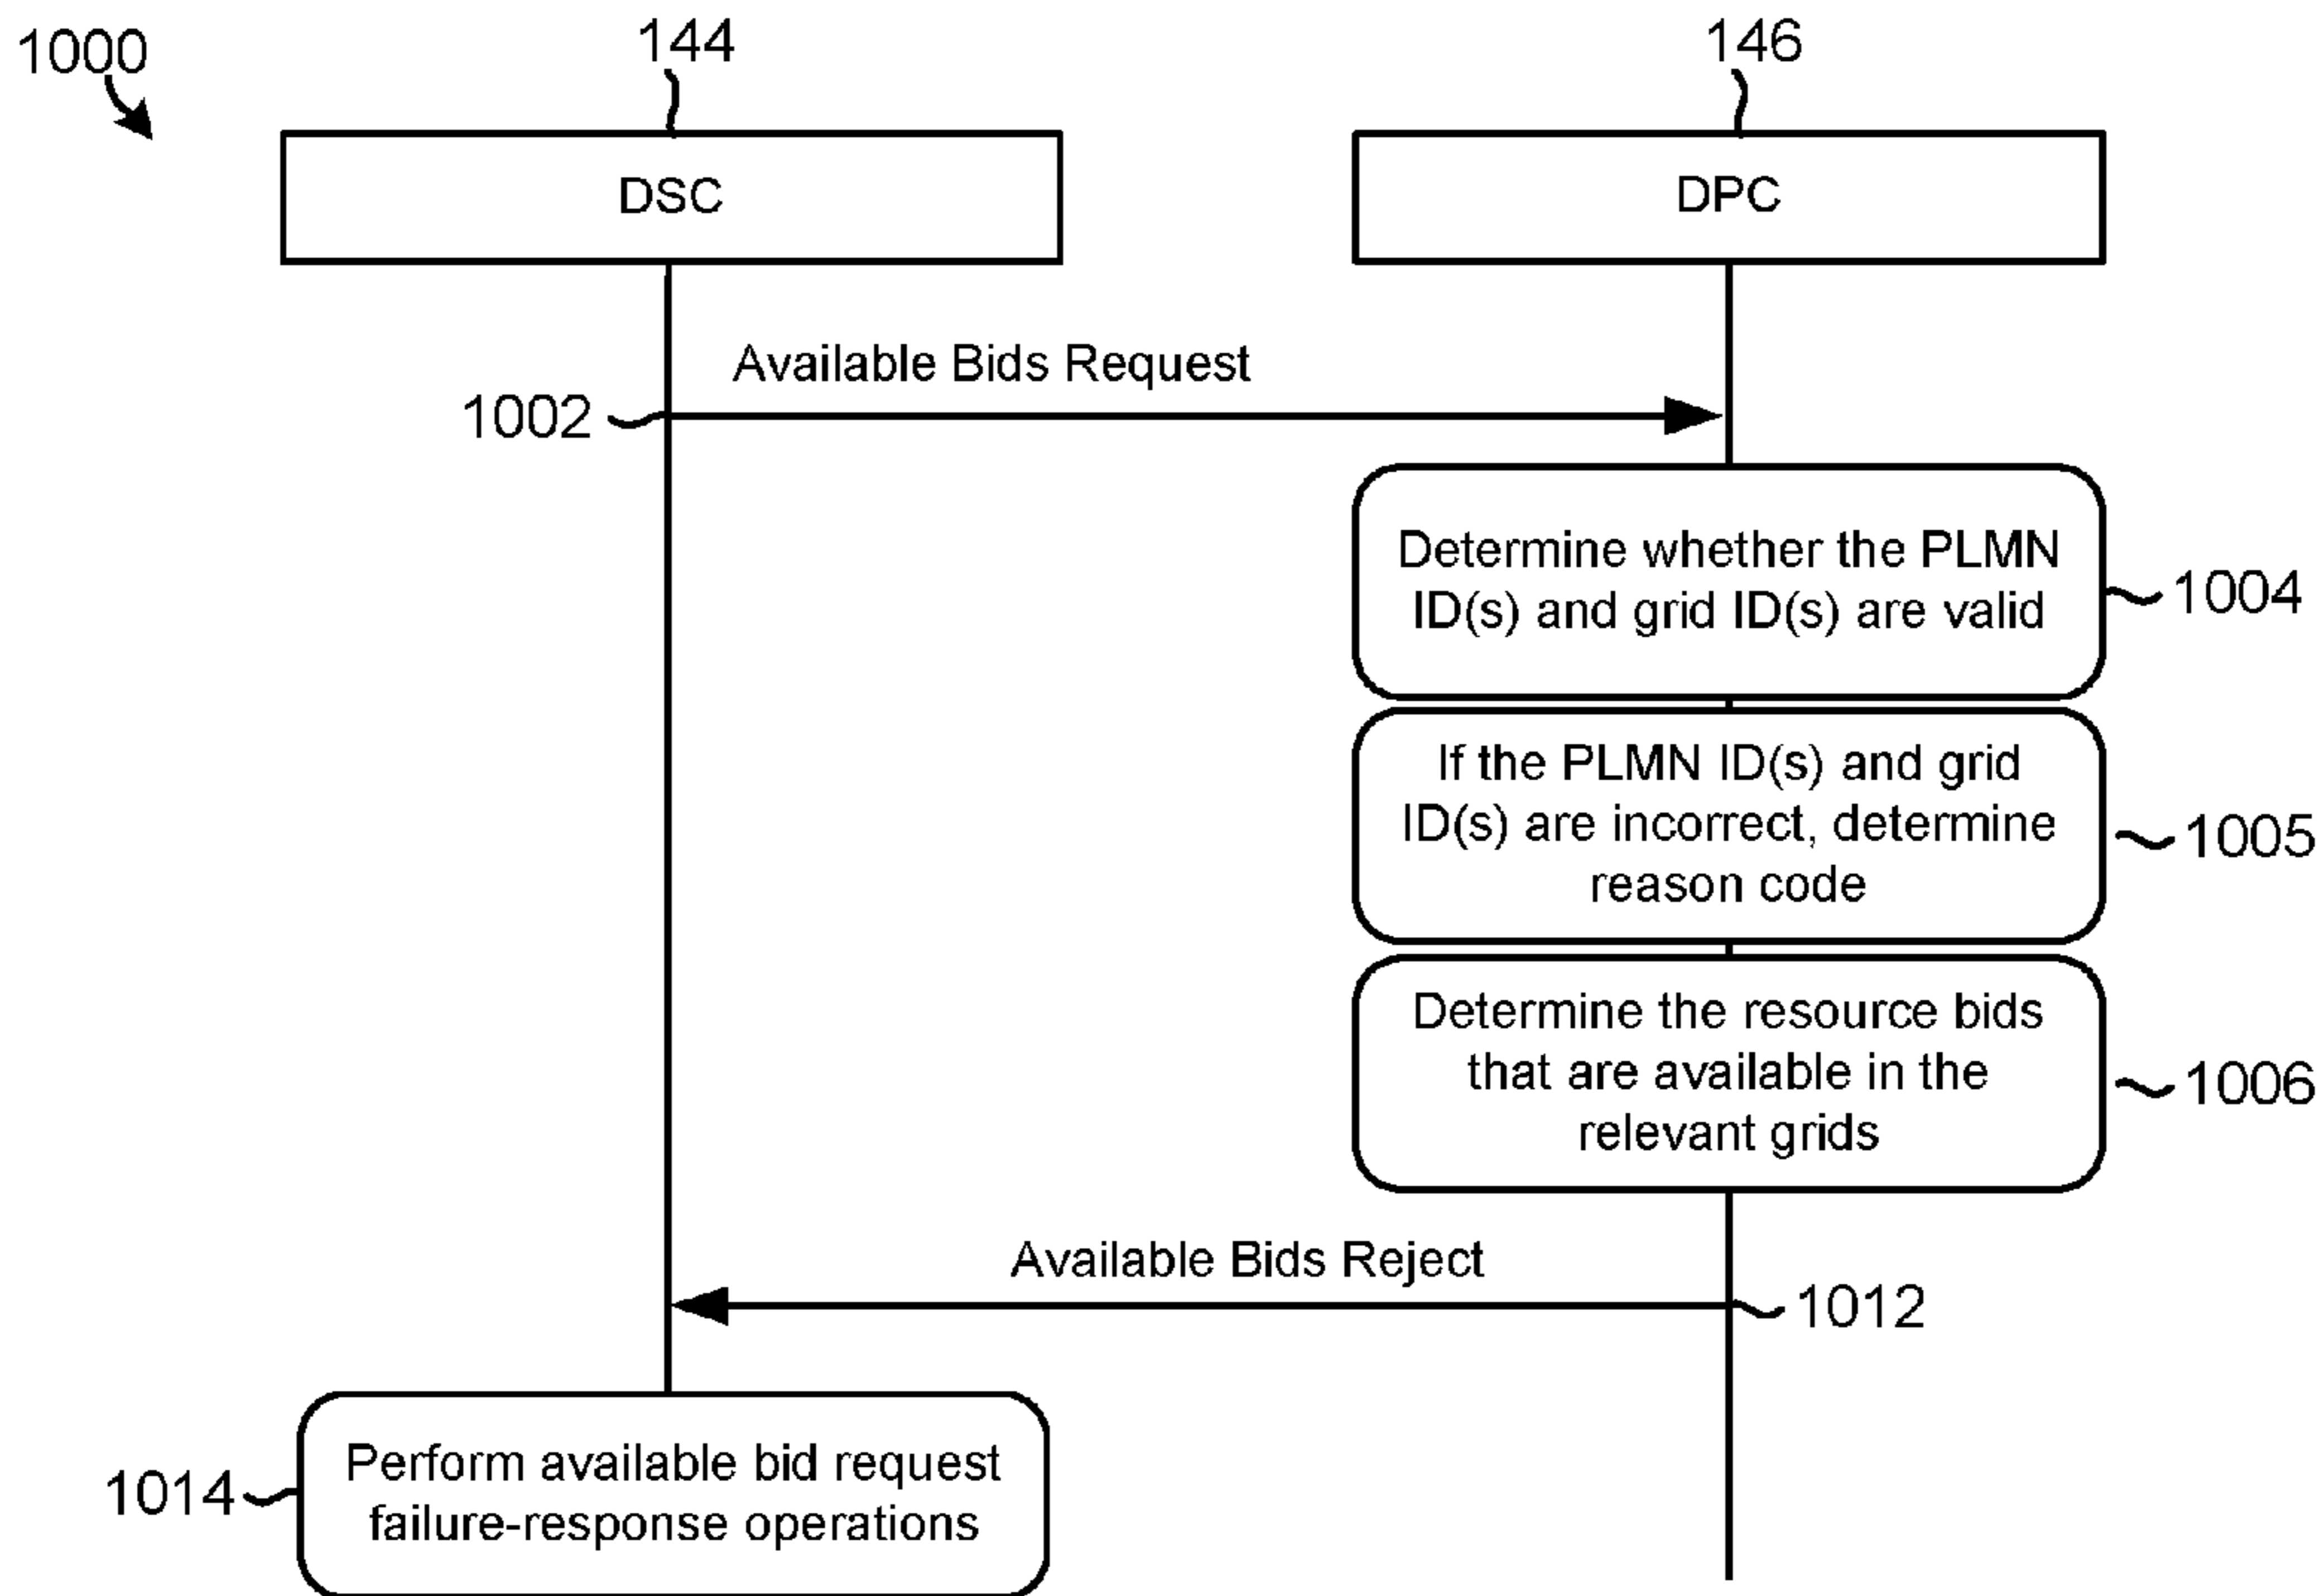 1000
144
146
DSC
DPC
Available Bids Request
1002
Determine whether the PLMN
ID(s) and grid ID(s) are valid
1004
If the PLMN ID(s) and grid
ID(s) are incorrect, determine
reason code
1005
Determine the resource bids
that are available in the
relevant grids
1006
Available Bids Reject
1012
Perform available bid request
failure-response operations
1014